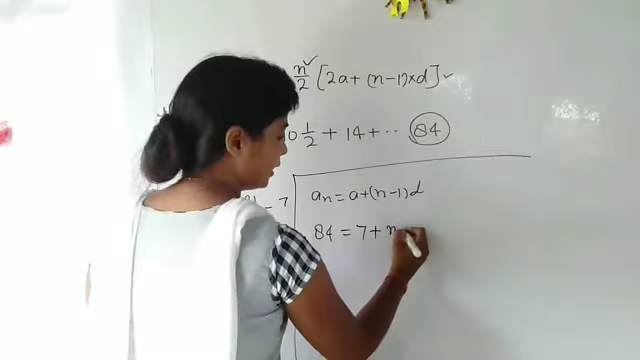 n/2 [2a+(n-1)×d]
0 1/2 + 14 + ... 84
- 7
an = a+(n-1)d
84 = 7+n